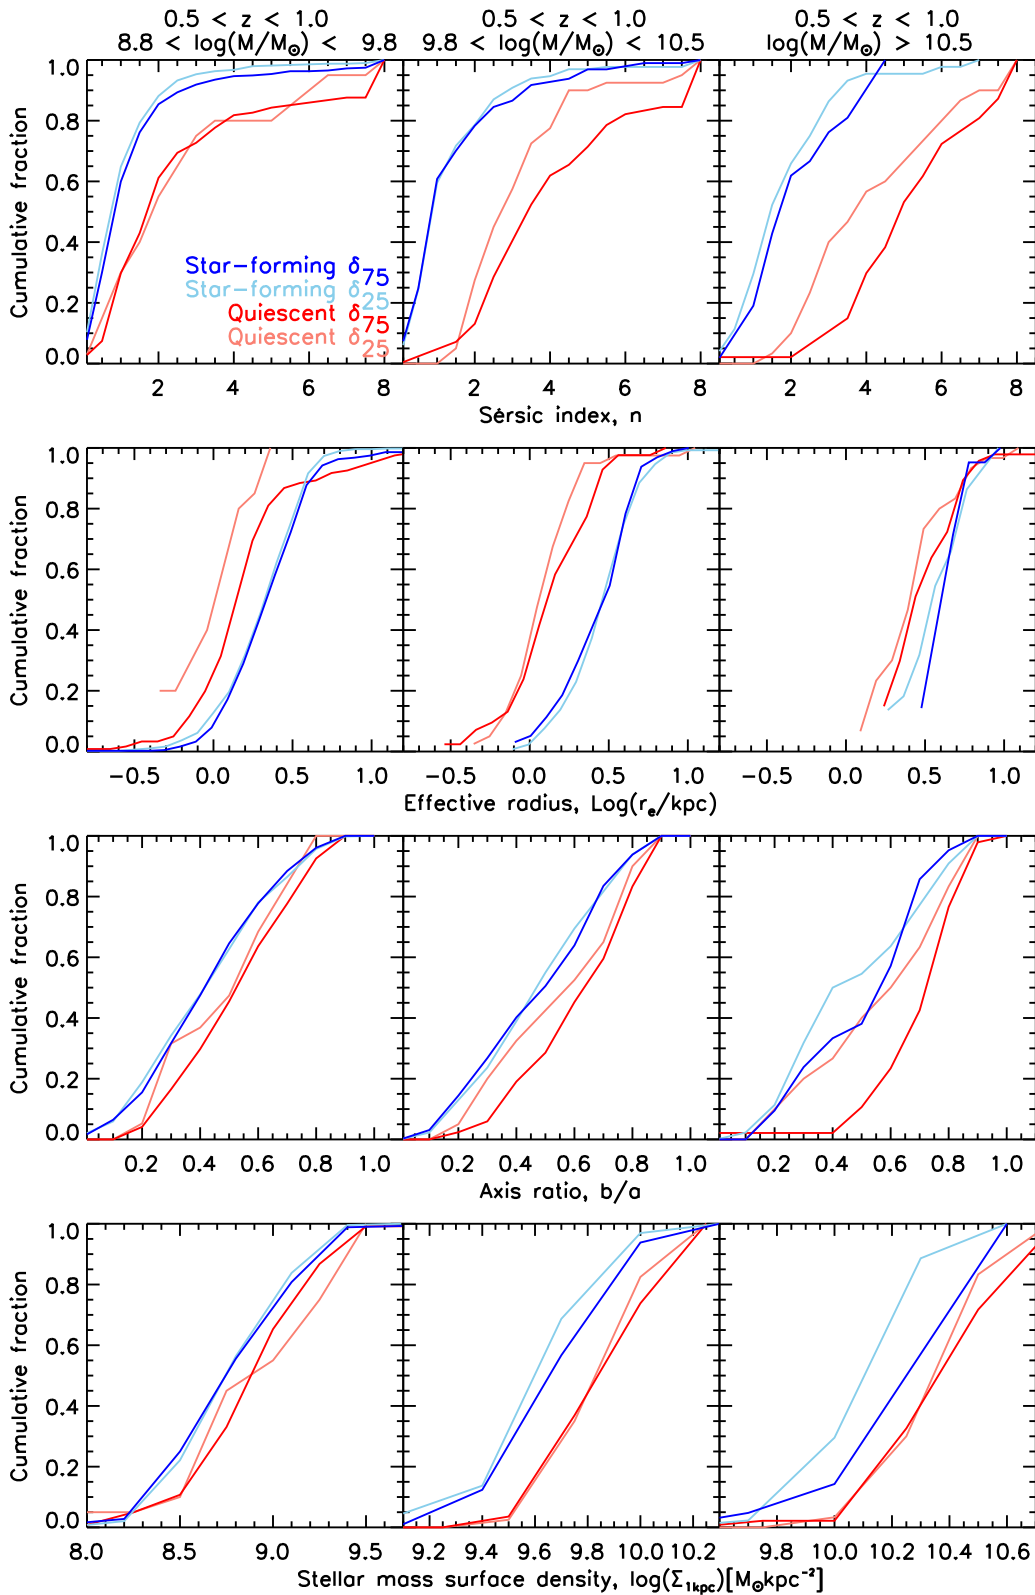 0.5 < z < 1.0
8.8 < log(M/M⊙) < 9.8
0.5 < z < 1.0
9.8 < log(M/M⊙) < 10.5
0.5 < z < 1.0
log(M/M⊙) > 10.5
Cumulative fraction
1.0
0.8
0.6
0.4
0.2
0.0
Star-forming δ75
Star-forming δ25
Quiescent δ75
Quiescent δ25
2 4 6 8 2 4 6 8 2 4 6 8
Sérsic index, n
Cumulative fraction
1.0
0.8
0.6
0.4
0.2
0.0
−0.5 0.0 0.5 1.0 −0.5 0.0 0.5 1.0 −0.5 0.0 0.5 1.0
Effective radius, Log(re/kpc)
Cumulative fraction
1.0
0.8
0.6
0.4
0.2
0.0
0.2 0.4 0.6 0.8 1.0 0.2 0.4 0.6 0.8 1.0 0.2 0.4 0.6 0.8 1.0
Axis ratio, b/a
Cumulative fraction
1.0
0.8
0.6
0.4
0.2
0.0
8.0 8.5 9.0 9.5 9.2 9.4 9.6 9.8 10.0 10.2 9.8 10.0 10.2 10.4 10.6
Stellar mass surface density, log(Σ1kpc)[M⊙kpc−2]